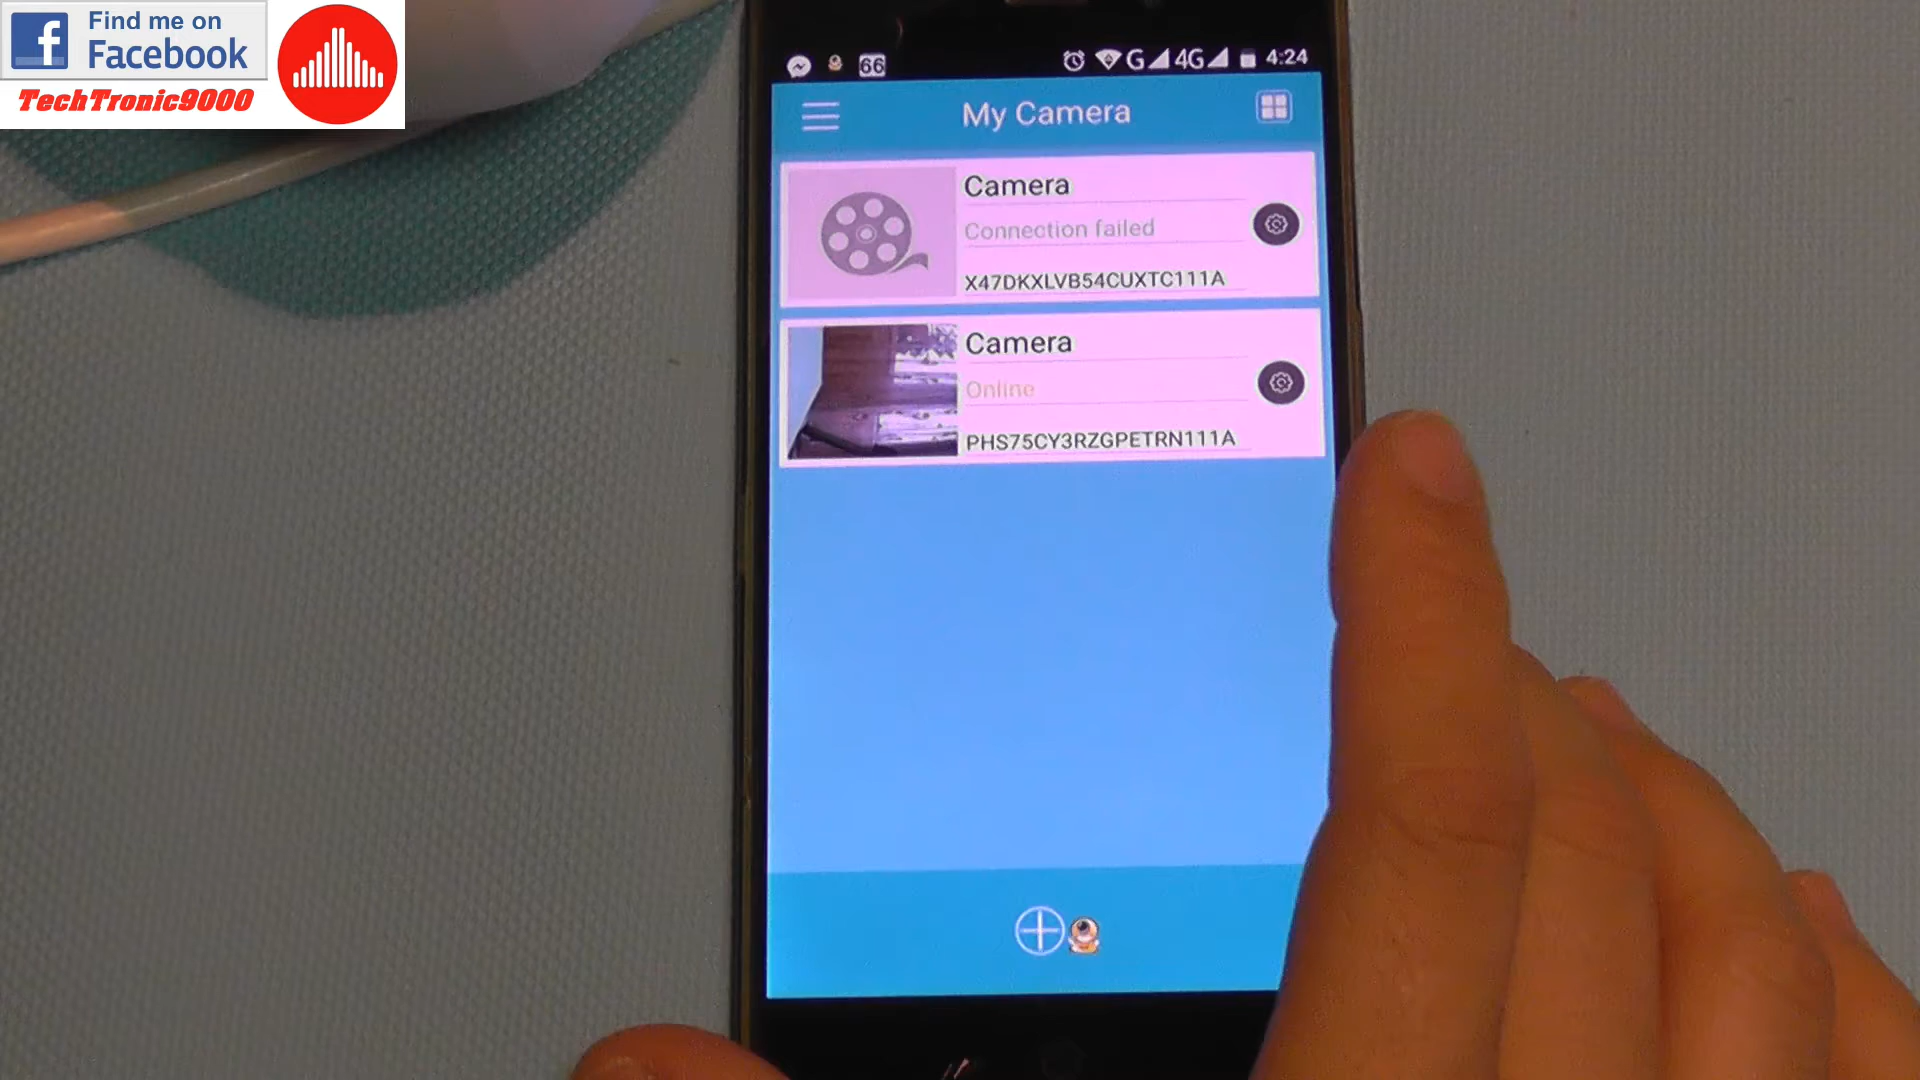 Find me on
Facebook
TechTronic9000
66 G 4G 4:24
My Camera
Camera
Connection failed
X47DKXLVB54CUXTC111A
Camera
Online
PHS75CY3RZGPETRN111A